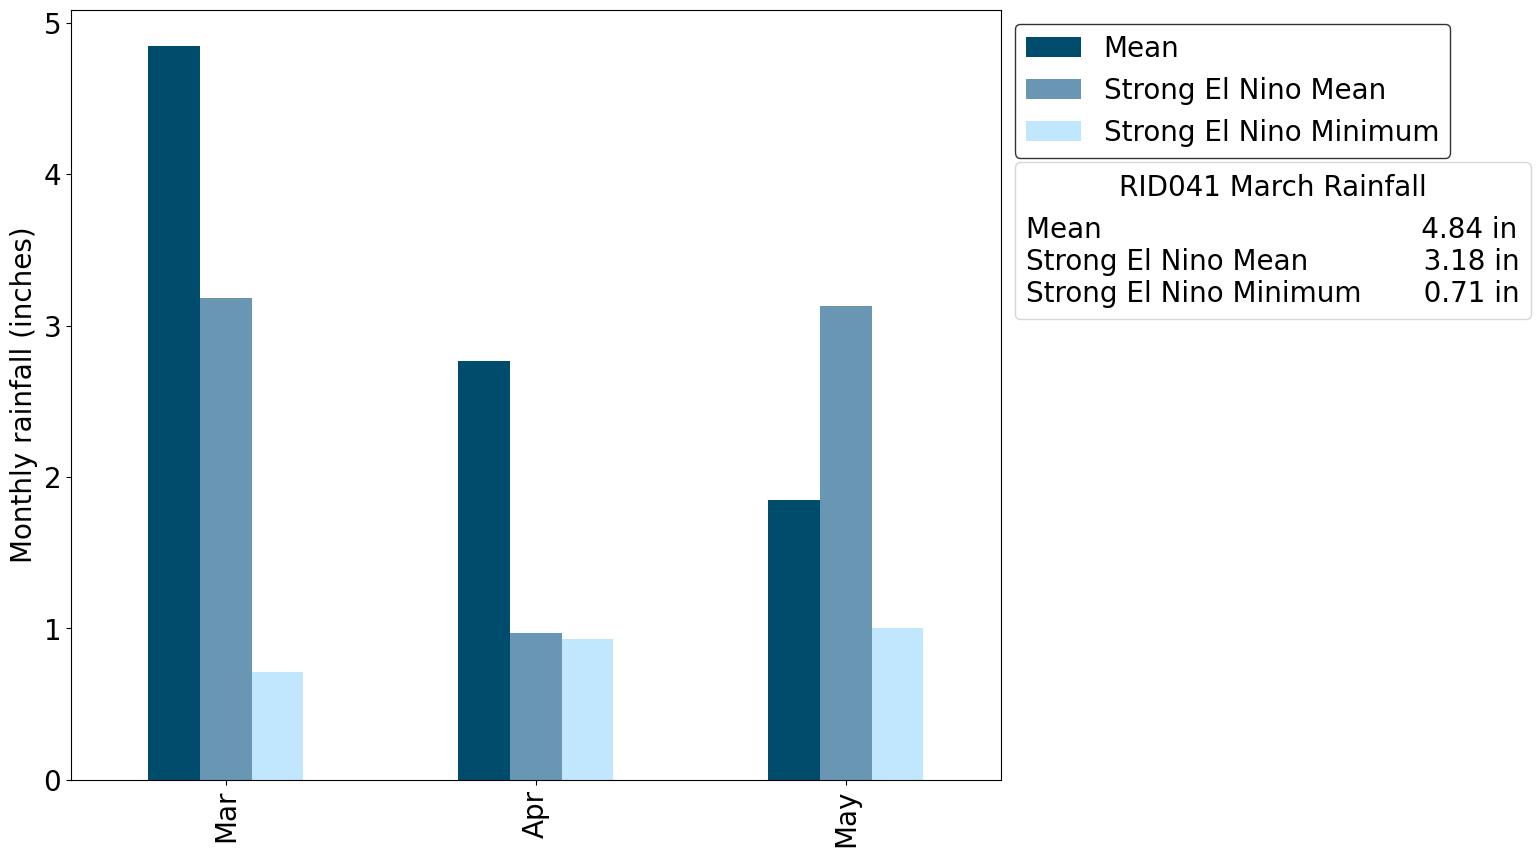 5
4
3
2
1
0
Monthly rainfall (inches)
Mar
Apr
May
Mean
Strong El Nino Mean
Strong El Nino Minimum
RID041 March Rainfall
Mean 4.84 in
Strong El Nino Mean 3.18 in
Strong El Nino Minimum 0.71 in